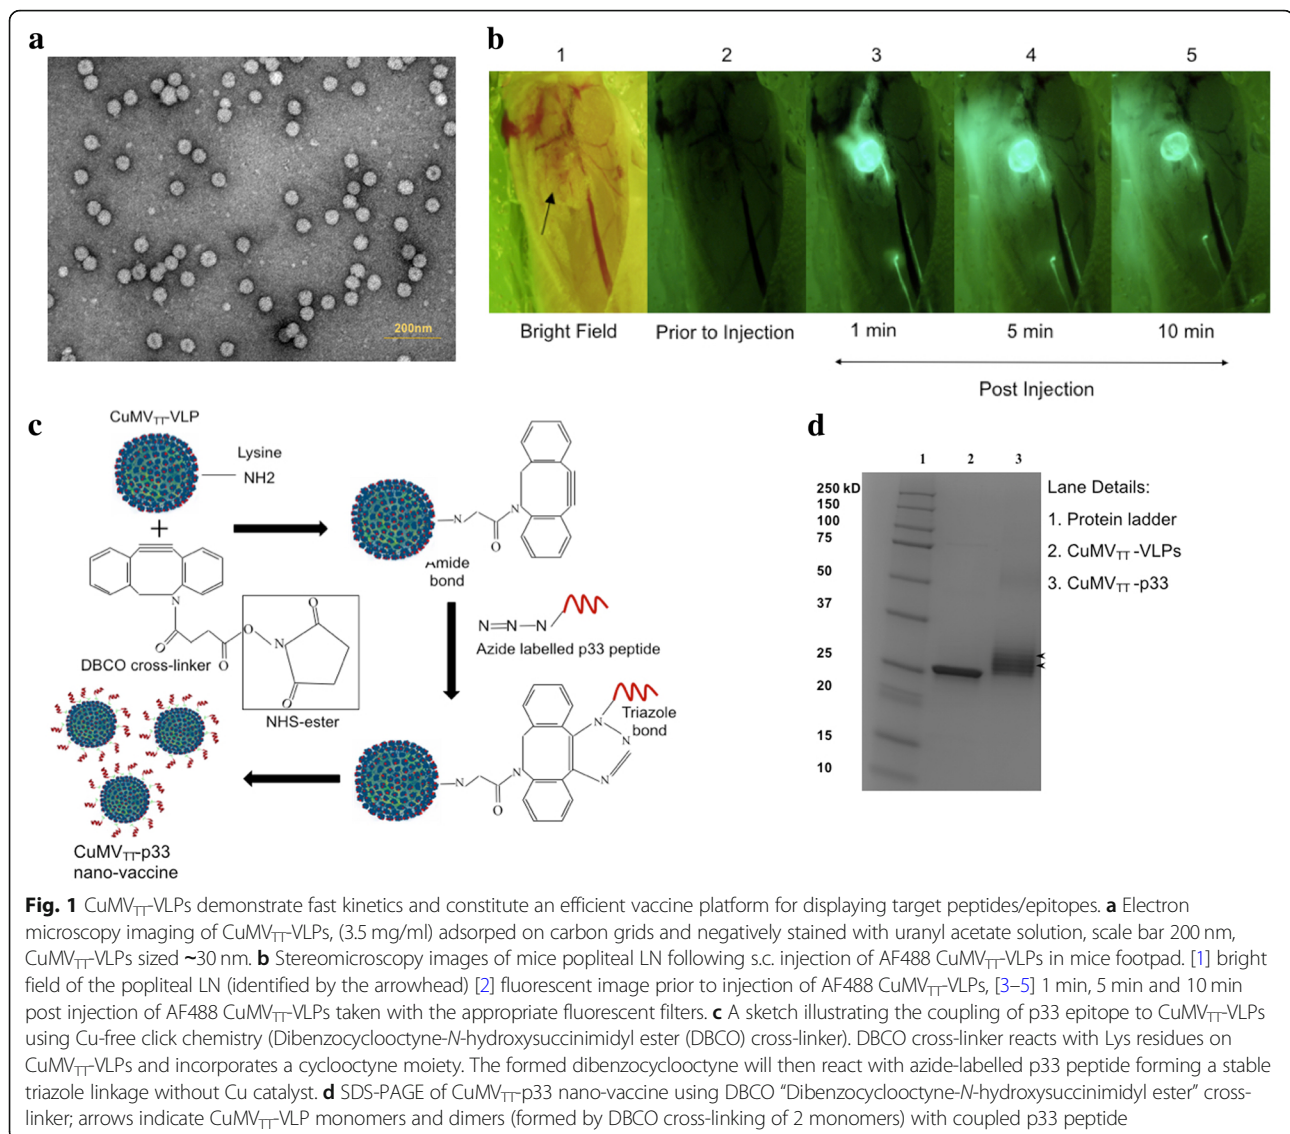 a
200nm
b
1 2 3 4 5
Bright Field Prior to Injection 1 min 5 min 10 min
Post Injection
c
CuMVTT-VLP
Lysine
NH2
+
N
O
O
O
N
O
O
DBCO cross-linker
NHS-ester
N
O
N
Amide
bond
N N N
Azide labelled p33 peptide
N
O
N
N
N
N
Triazole
bond
CuMVTT-p33
nano-vaccine
d
1 2 3
250 kD
150
100
75
50
37
25
20
15
10
Lane Details:
1. Protein ladder
2. CuMVTT-VLPs
3. CuMVTT-p33
Fig. 1 CuMVTT-VLPs demonstrate fast kinetics and constitute an efficient vaccine platform for displaying target peptides/epitopes. a Electron
microscopy imaging of CuMVTT-VLPs, (3.5 mg/ml) adsorped on carbon grids and negatively stained with uranyl acetate solution, scale bar 200 nm,
CuMVTT-VLPs sized ~30 nm. b Stereomicroscopy images of mice popliteal LN following s.c. injection of AF488 CuMVTT-VLPs in mice footpad. [1] bright
field of the popliteal LN (identified by the arrowhead) [2] fluorescent image prior to injection of AF488 CuMVTT-VLPs, [3–5] 1 min, 5 min and 10 min
post injection of AF488 CuMVTT-VLPs taken with the appropriate fluorescent filters. c A sketch illustrating the coupling of p33 epitope to CuMVTT-VLPs
using Cu-free click chemistry (Dibenzocyclooctyne-N-hydroxysuccinimidyl ester (DBCO) cross-linker). DBCO cross-linker reacts with Lys residues on
CuMVTT-VLPs and incorporates a cyclooctyne moiety. The formed dibenzocyclooctyne will then react with azide-labelled p33 peptide forming a stable
triazole linkage without Cu catalyst. d SDS-PAGE of CuMVTT-p33 nano-vaccine using DBCO “Dibenzocyclooctyne-N-hydroxysuccinimidyl ester” cross-
linker; arrows indicate CuMVTT-VLP monomers and dimers (formed by DBCO cross-linking of 2 monomers) with coupled p33 peptide